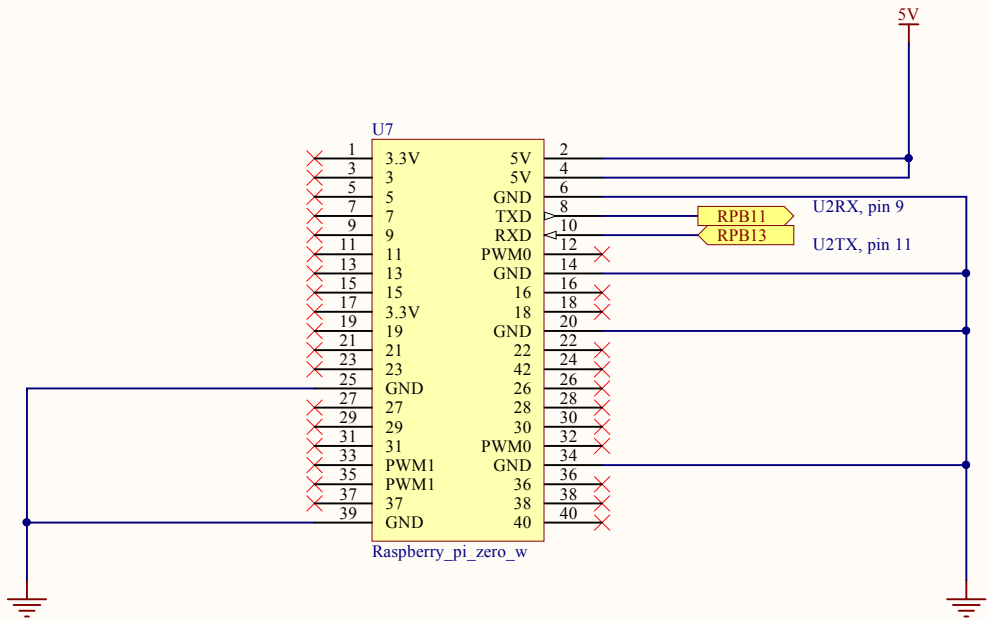 5V
U7
1 3.3V 5V 2
3 3 5V 4
5 5 GND 6
7 7 TXD 8 RPB11 U2RX, pin 9
9 9 RXD 10 RPB13 U2TX, pin 11
11 11 PWM0 12
13 13 GND 14
15 15 16 16
17 3.3V 18 18
19 19 GND 20
21 21 22 22
23 23 42 24
25 GND 26 26
27 27 28 28
29 29 30 30
31 31 PWM0 32
33 PWM1 GND 34
35 PWM1 36 36
37 37 38 38
39 GND 40 40
Raspberry_pi_zero_w